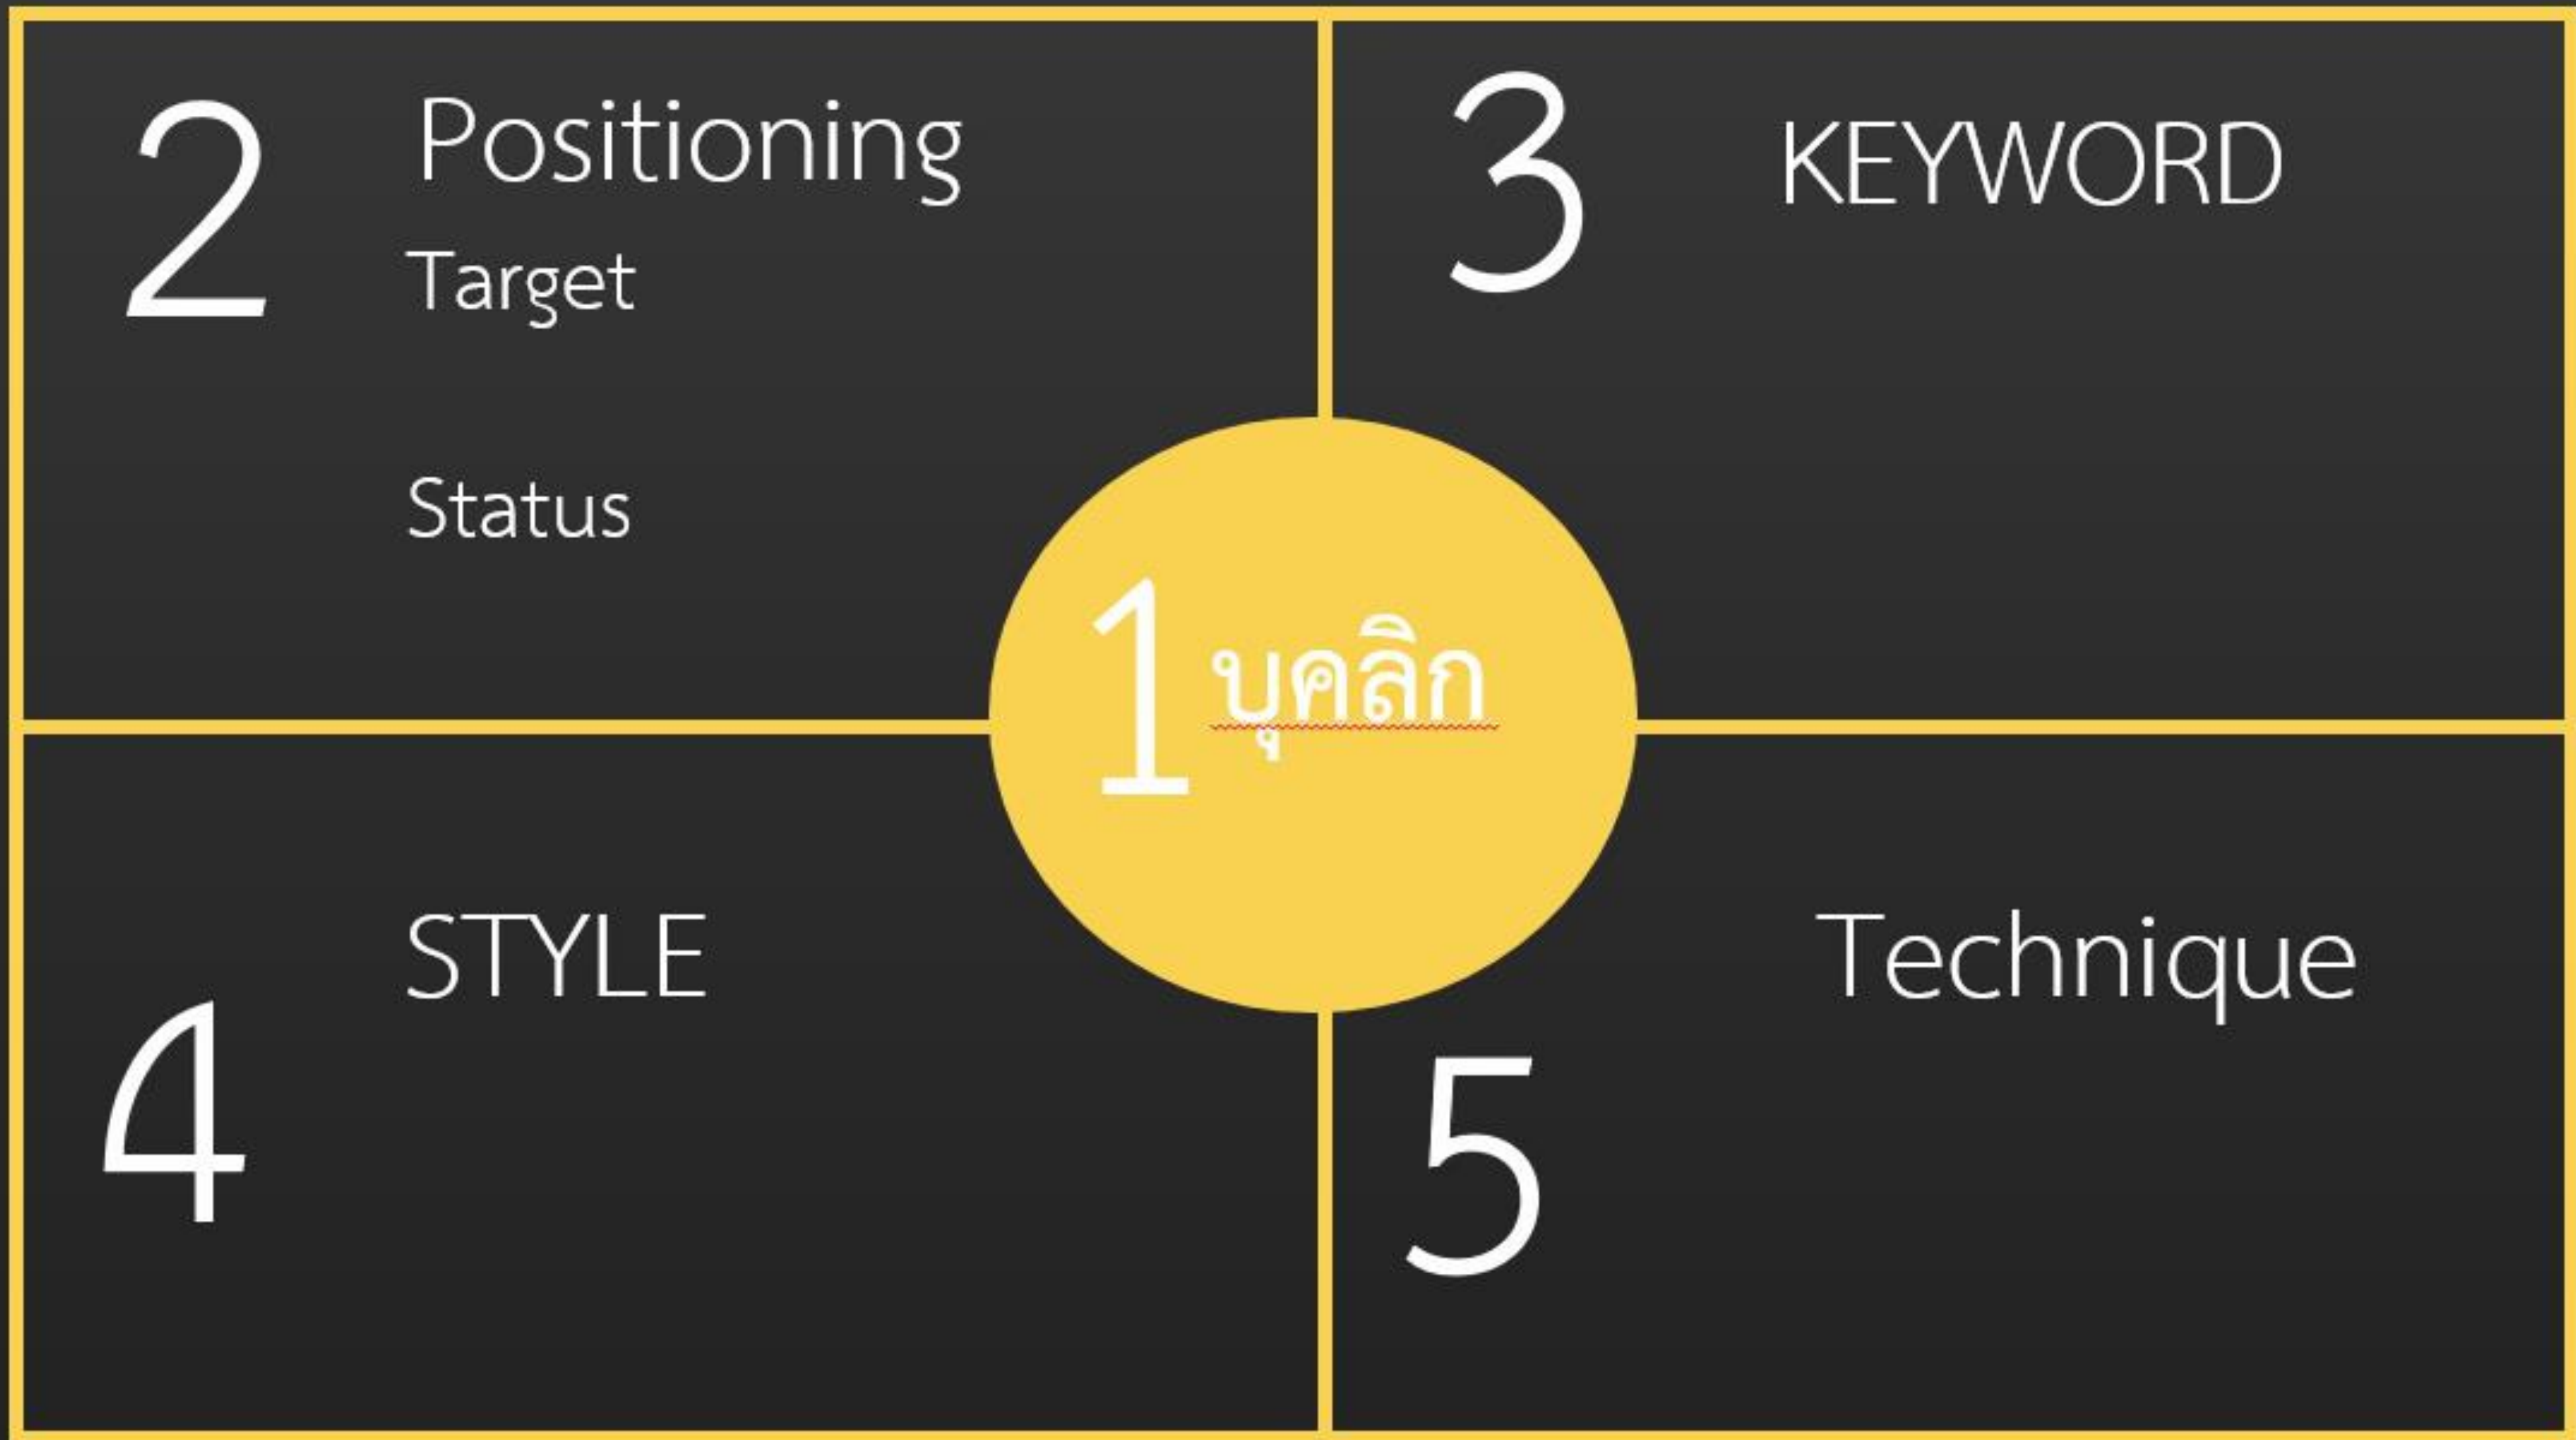 2
Positioning
Target
Status
3
KEYWORD
1
บุคลิก
4
STYLE
5
Technique